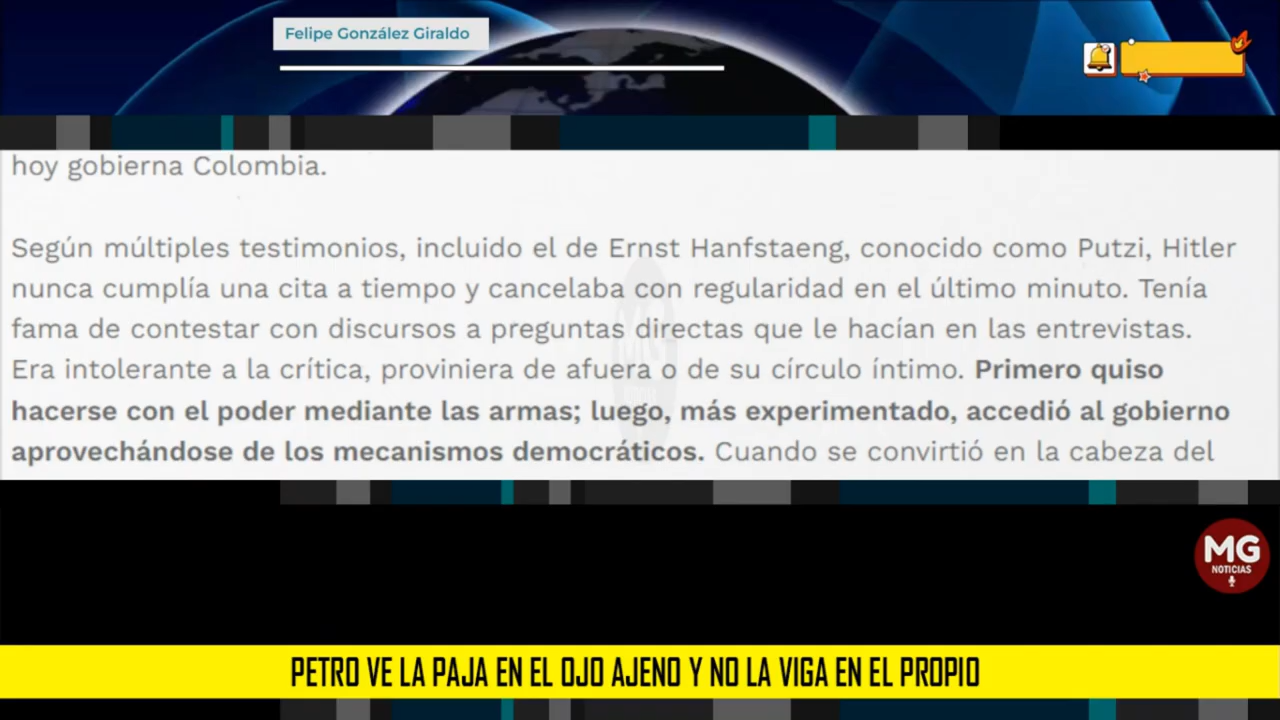 Felipe González Giraldo
hoy gobierna Colombia.
Según múltiples testimonios, incluido el de Ernst Hanfstaeng, conocido como Putzi, Hitler
nunca cumplía una cita a tiempo y cancelaba con regularidad en el último minuto. Tenía
fama de contestar con discursos a preguntas directas que le hacían en las entrevistas.
Era intolerante a la crítica, proviniera de afuera o de su círculo íntimo. Primero quiso
hacerse con el poder mediante las armas; luego, más experimentado, accedió al gobierno
aprovechándose de los mecanismos democráticos. Cuando se convirtió en la cabeza del
MG
NOTICIAS
PETRO VE LA PAJA EN EL OJO AJENO Y NO LA VIGA EN EL PROPIO